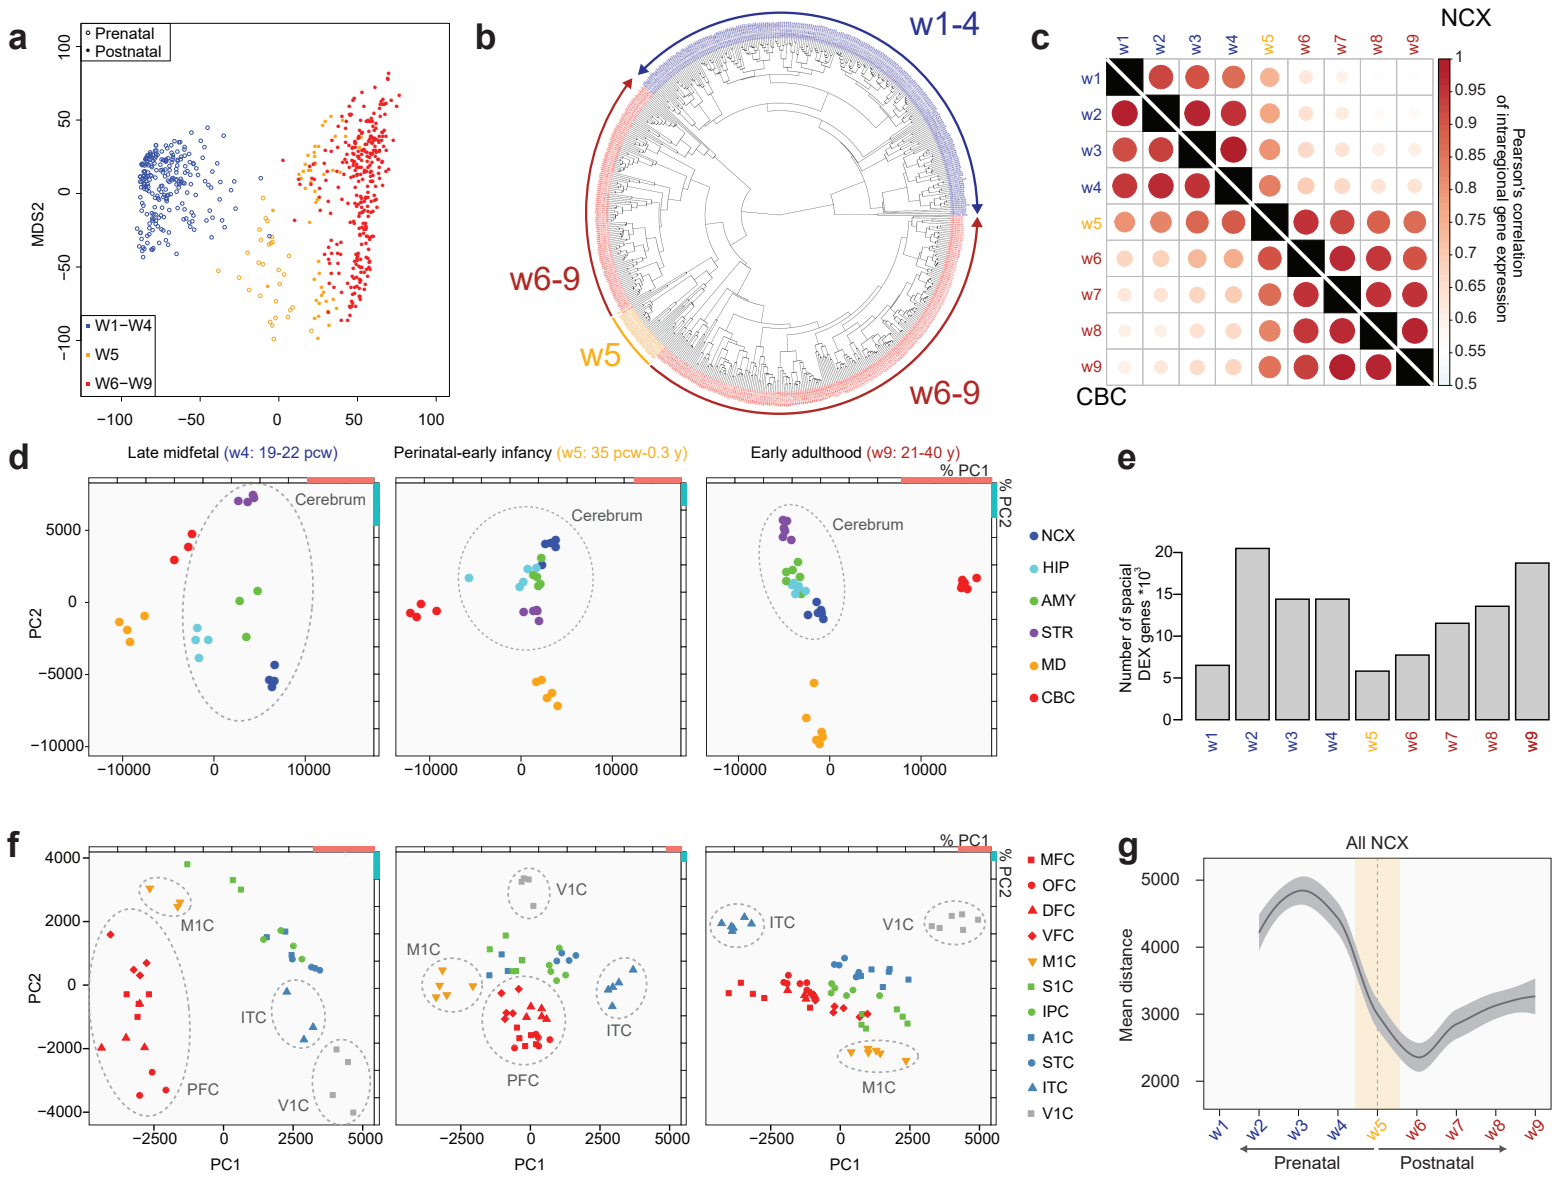 a
Prenatal
Postnatal
100
50
0
−50
−100
MDS2
W1−W4
W5
W6−W9
−100
−50
0
50
100
b
w1-4
w6-9
w5
w6-9
c
NCX
w1 w2 w3 w4 w5 w6 w7 w8 w9
w1
w2
w3
w4
w5
w6
w7
w8
w9
CBC
1
0.95
0.9
0.85
0.8
0.75
0.7
0.65
0.6
0.55
0.5
Pearson's correlation
of intraregional gene expression
d
Late midfetal (w4: 19-22 pcw)
Perinatal-early infancy (w5: 35 pcw-0.3 y)
Early adulthood (w9: 21-40 y)
% PC1
% PC2
Cerebrum
Cerebrum
Cerebrum
5000
0
−5000
−10000
PC2
−10000 0 10000
−10000 0 10000
−10000 0 10000
NCX
HIP
AMY
STR
MD
CBC
e
Number of spacial
DEX genes *10³
20
15
10
5
0
w1 w2 w3 w4 w5 w6 w7 w8 w9
f
% PC1
% PC2
4000
2000
0
−2000
−4000
PC2
M1C
PFC
ITC
V1C
V1C
M1C
ITC
PFC
ITC
V1C
M1C
−2500 0 2500 5000
−2500 0 2500 5000
−2500 0 2500 5000
PC1
PC1
PC1
MFC
OFC
DFC
VFC
M1C
S1C
IPC
A1C
STC
ITC
V1C
g
All NCX
Mean distance
5000
4000
3000
2000
w1 w2 w3 w4 w5 w6 w7 w8 w9
Prenatal
Postnatal